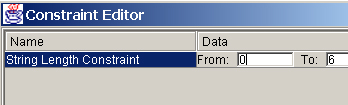 Constraint Editor
Name Data
String Length Constraint From: 0 To: 6